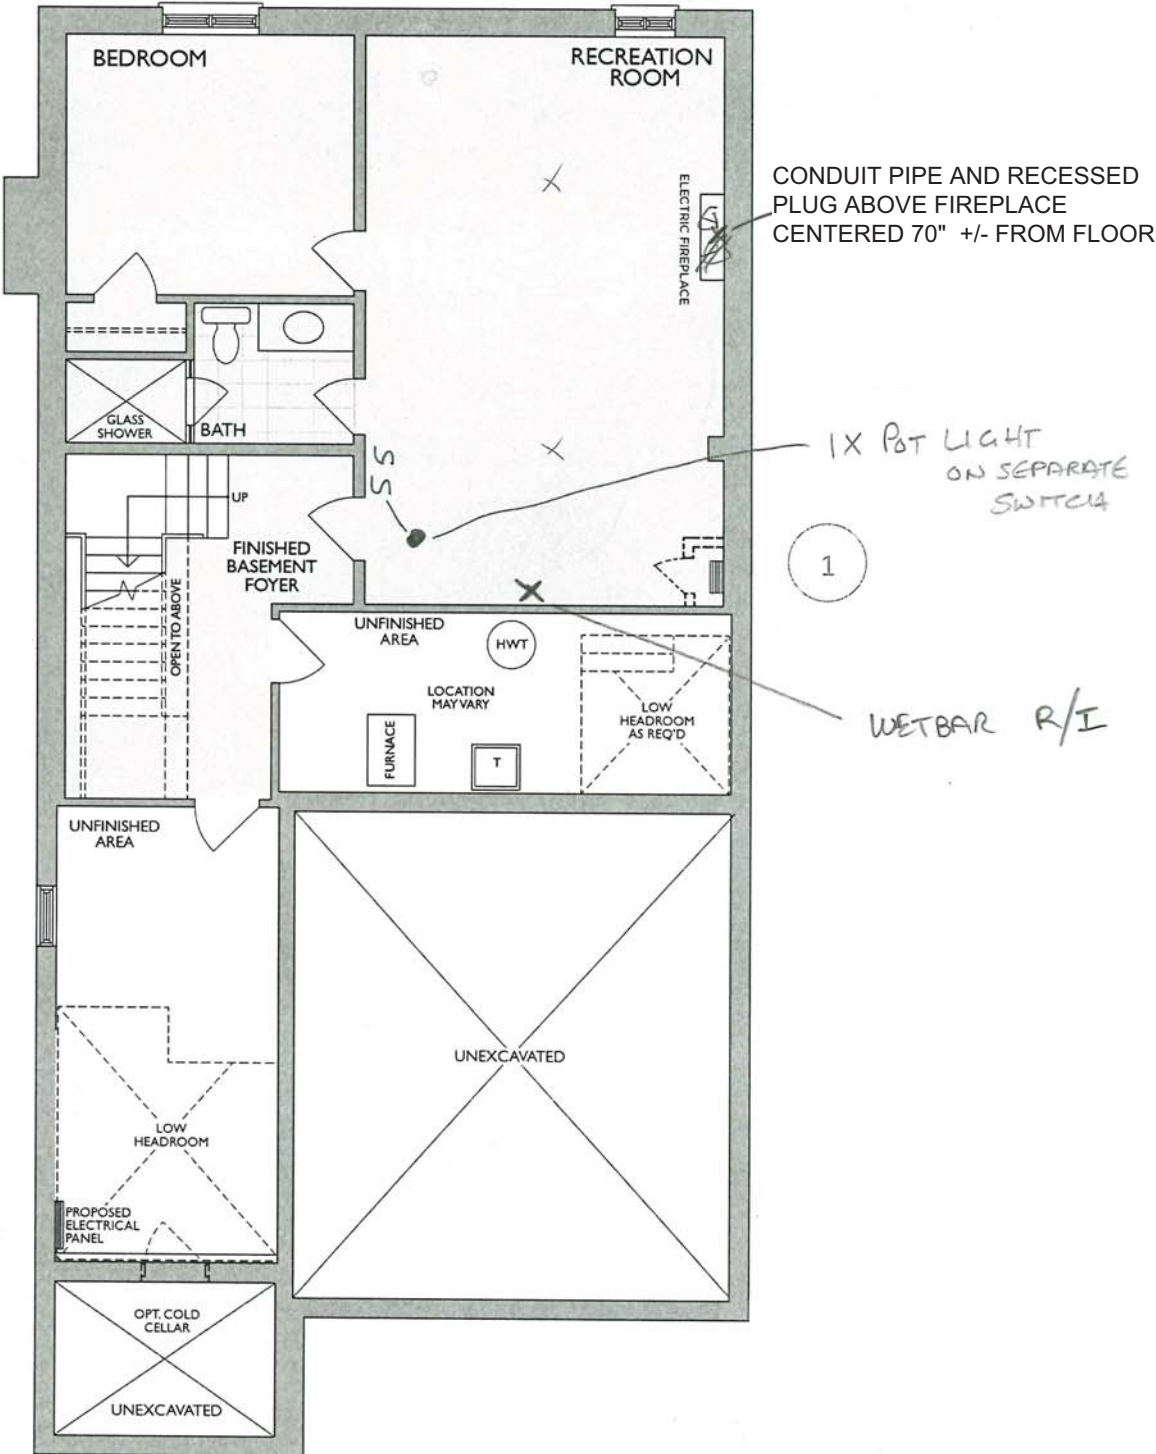 BEDROOM
RECREATION
ROOM
ELECTRIC FIREPLACE
CONDUIT PIPE AND RECESSED
PLUG ABOVE FIREPLACE
CENTERED 70" +/- FROM FLOOR
GLASS
SHOWER
BATH
1X POT LIGHT
ON SEPARATE
SWITCH
S S
UP
FINISHED
BASEMENT
FOYER
OPEN TO ABOVE
1
UNFINISHED
AREA
HWT
LOCATION
MAY VARY
FURNACE
T
LOW
HEADROOM
AS REQ'D
WETBAR R/I
UNFINISHED
AREA
UNEXCAVATED
LOW
HEADROOM
PROPOSED
ELECTRICAL
PANEL
OPT. COLD
CELLAR
UNEXCAVATED